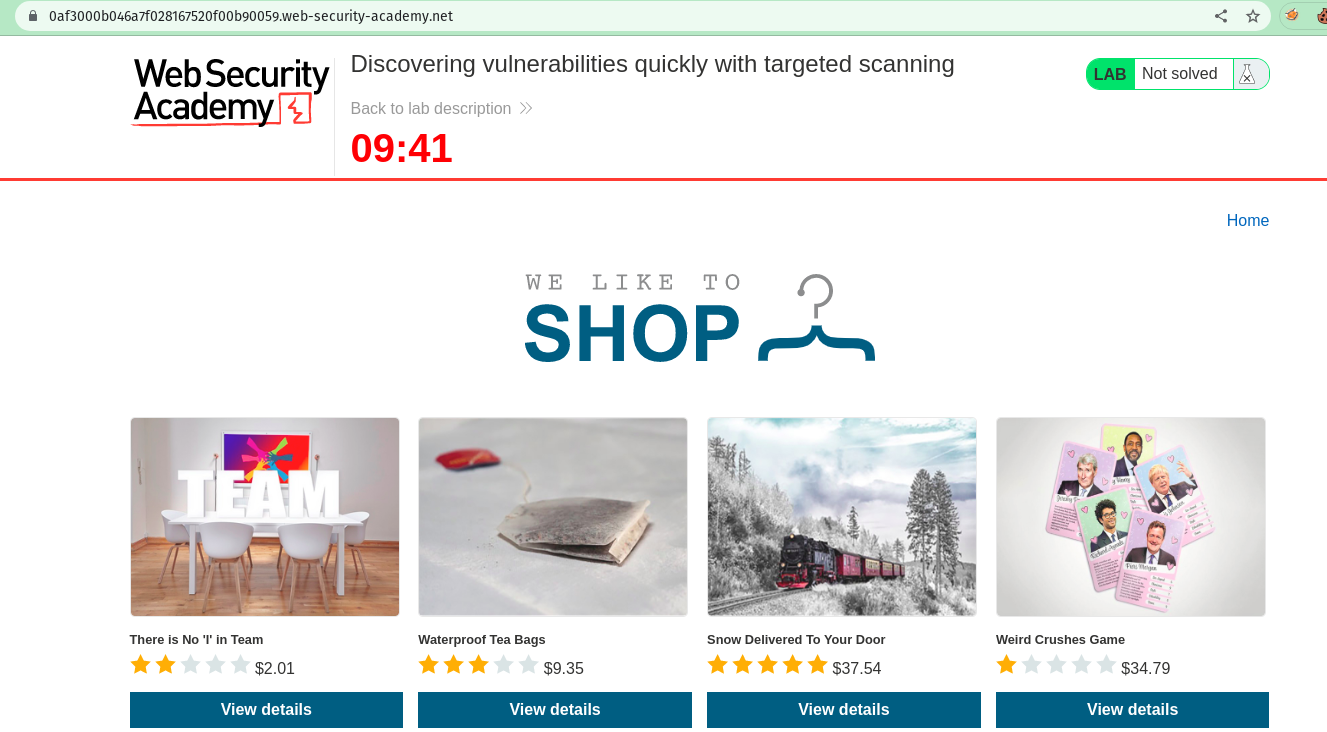 0af3000b046a7f028167520f00b90059.web-security-academy.net
Web Security
Academy
Discovering vulnerabilities quickly with targeted scanning
LAB Not solved
Back to lab description
09:41
Home
WE LIKE TO
SHOP
TEAM
There is No 'I' in Team
$2.01
View details
Waterproof Tea Bags
$9.35
View details
Snow Delivered To Your Door
$37.54
View details
Piers Morgan
Weird Crushes Game
$34.79
View details